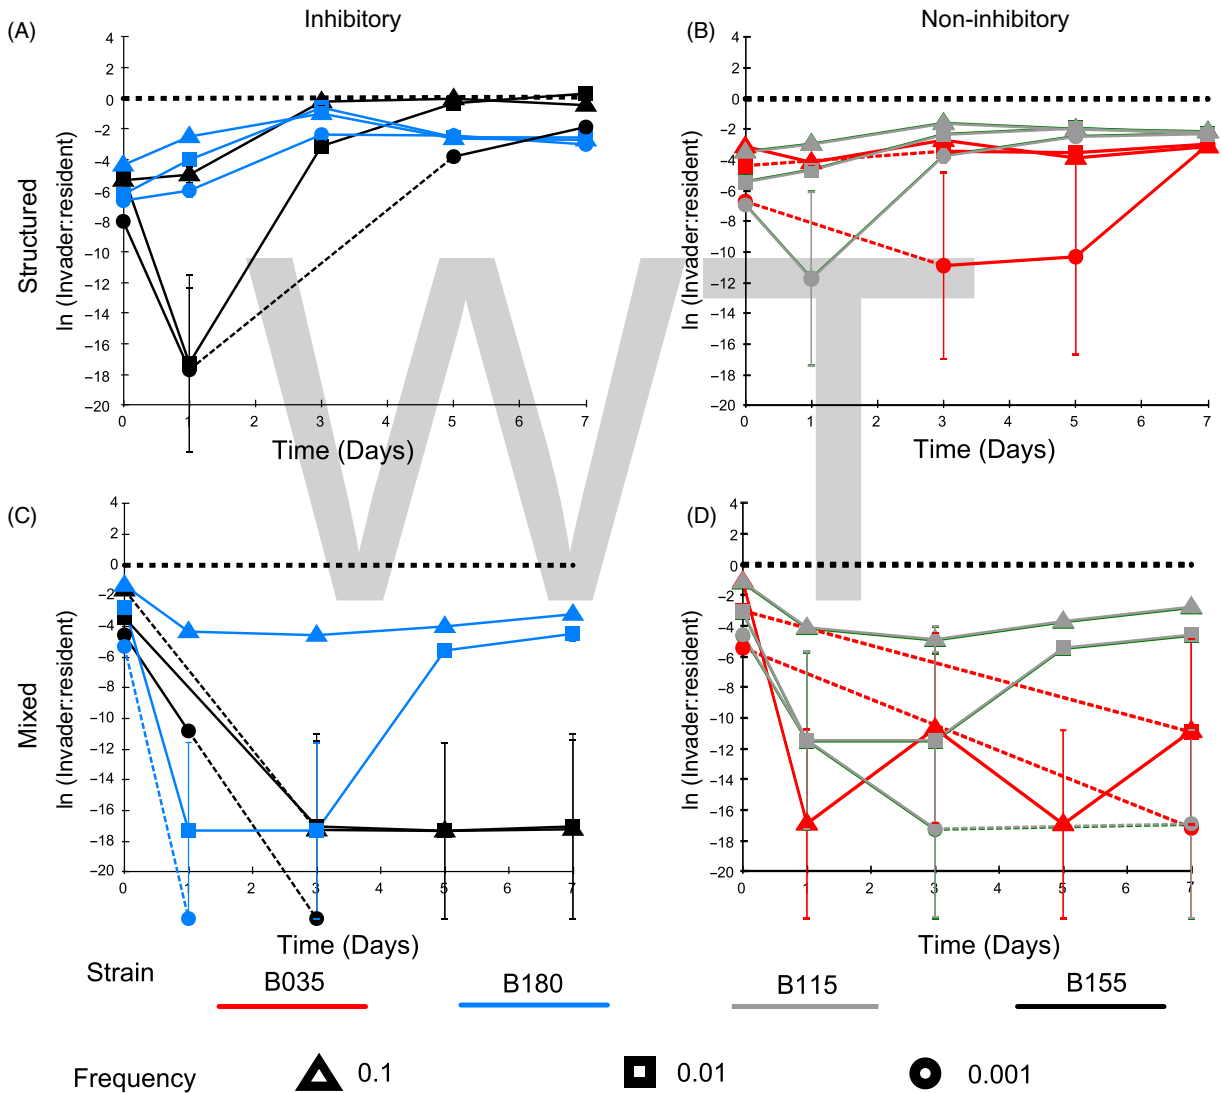 Inhibitory Non-inhibitory
(A) (B)
4 4
2 2
0 0
−2 −2
−4 −4
−6 −6
−8 −8
−10 −10
−12 −12
−14 −14
−16 −16
−18 −18
−20 −20
Structured
ln (Invader:resident) ln (Invader:resident)
0 1 2 3 4 5 6 7 0 1 2 3 4 5 6 7
Time (Days) Time (Days)
WT
(C) (D)
4 4
2 2
0 0
−2 −2
−4 −4
−6 −6
−8 −8
−10 −10
−12 −12
−14 −14
−16 −16
−18 −18
−20 −20
Mixed
ln (Invader:resident) ln (Invader:resident)
0 1 2 3 4 5 6 7 0 1 2 3 4 5 6 7
Time (Days) Time (Days)
Strain B035 B180 B115 B155
Frequency 0.1 0.01 0.001